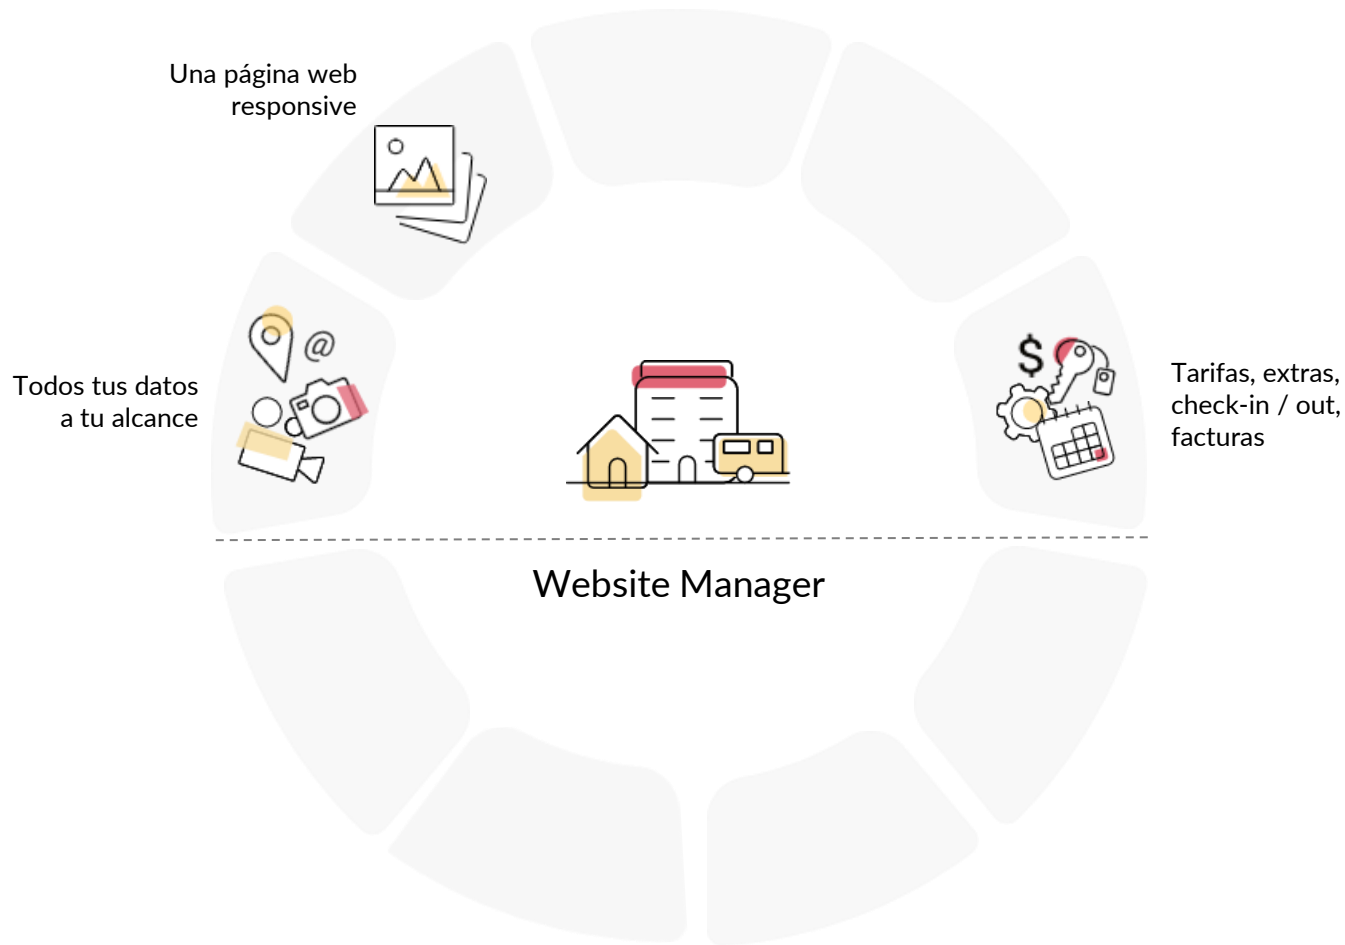 Una página web
responsive
Todos tus datos
a tu alcance
@
$
Tarifas, extras,
check-in / out,
facturas
Website Manager